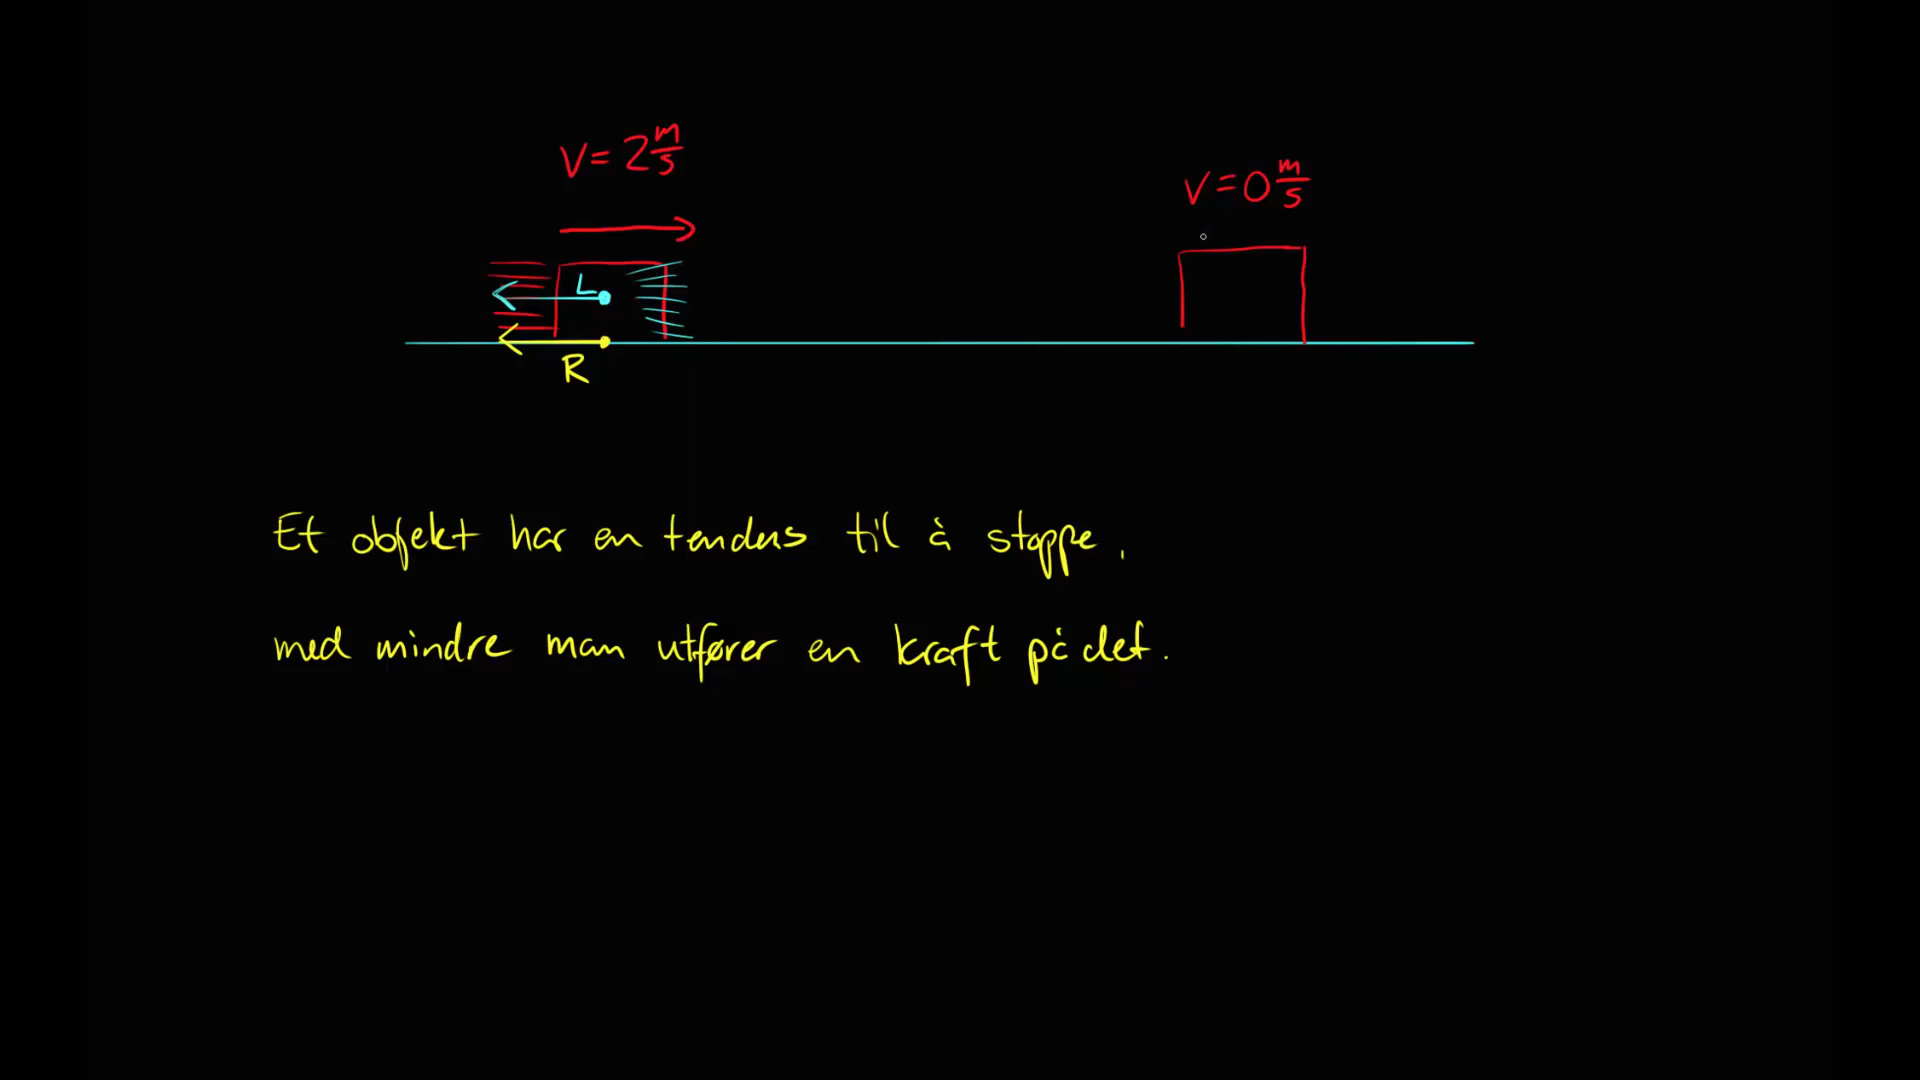 V = 2 m/s
V = 0 m/s
L
R
Et objekt har en tendens til å stoppe,
med mindre man utfører en kraft på det.